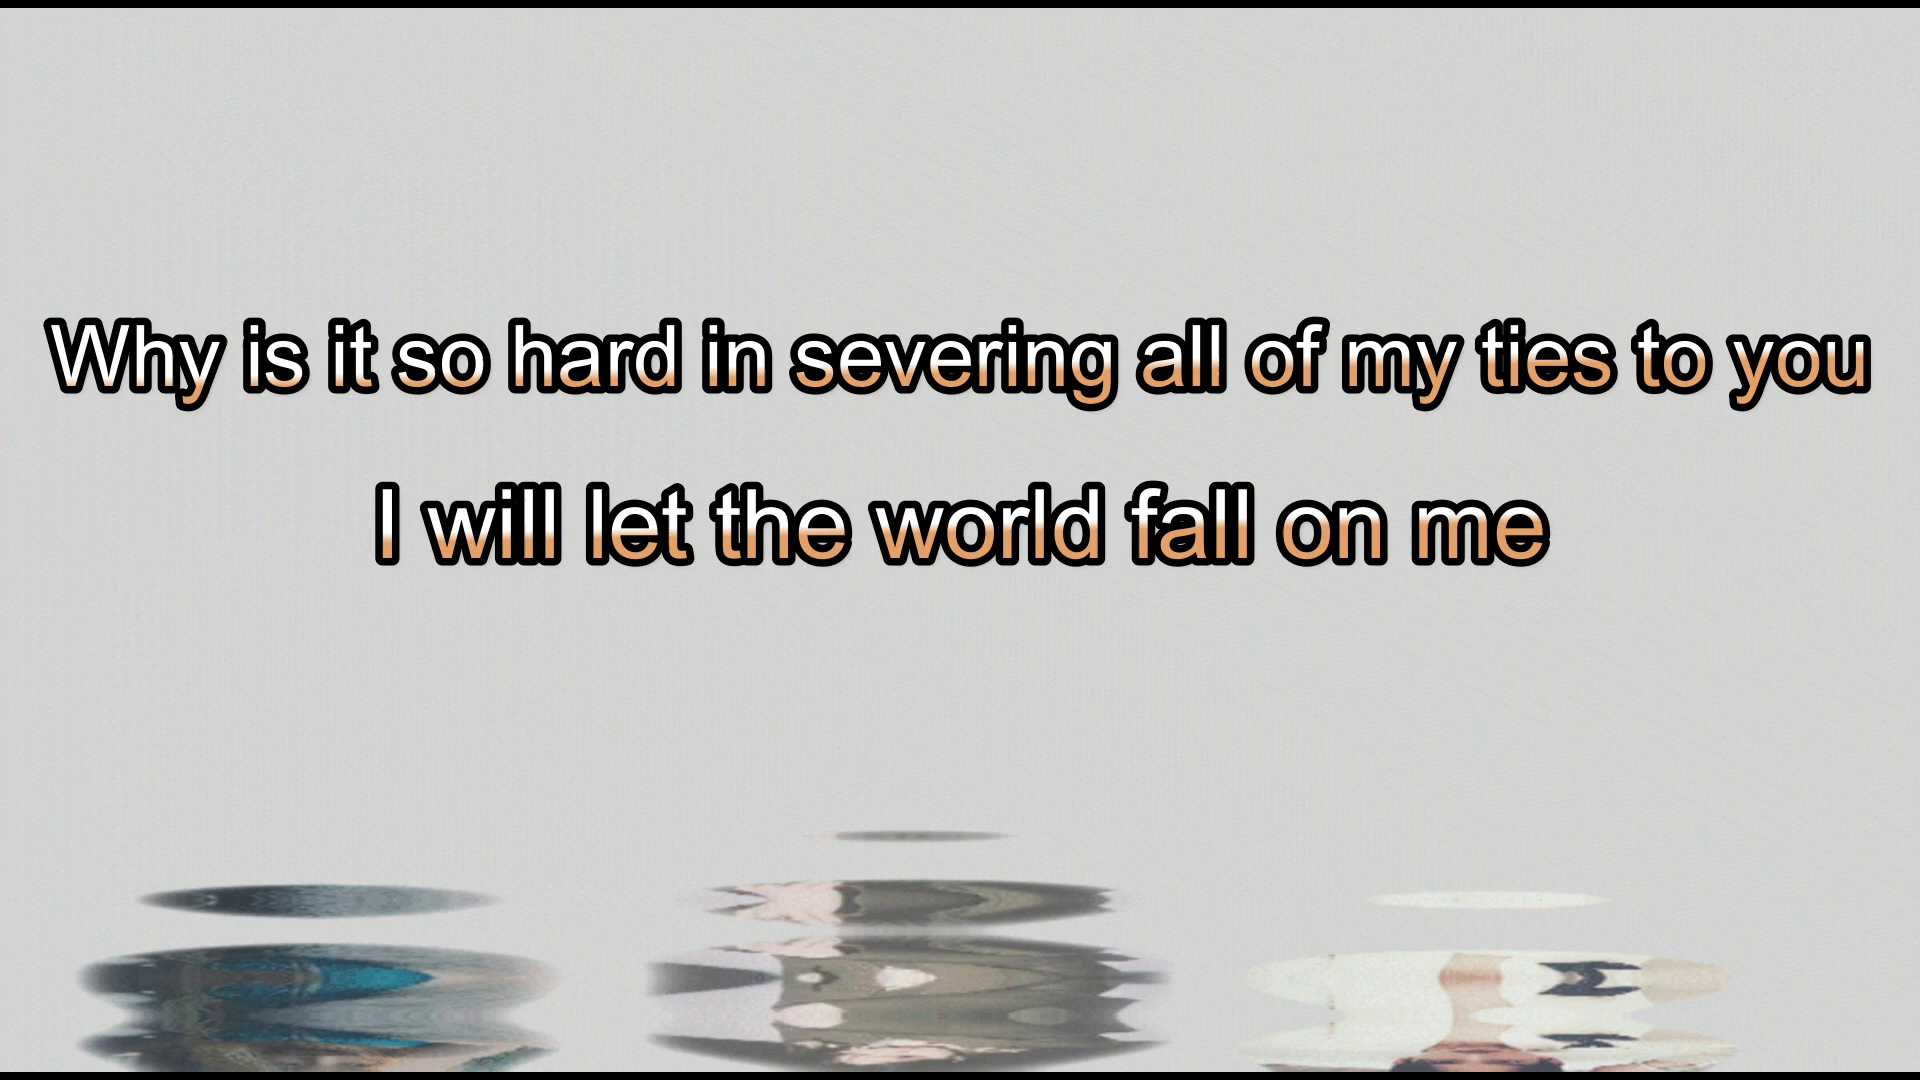 Why is it so hard in severing all of my ties to you
I will let the world fall on me